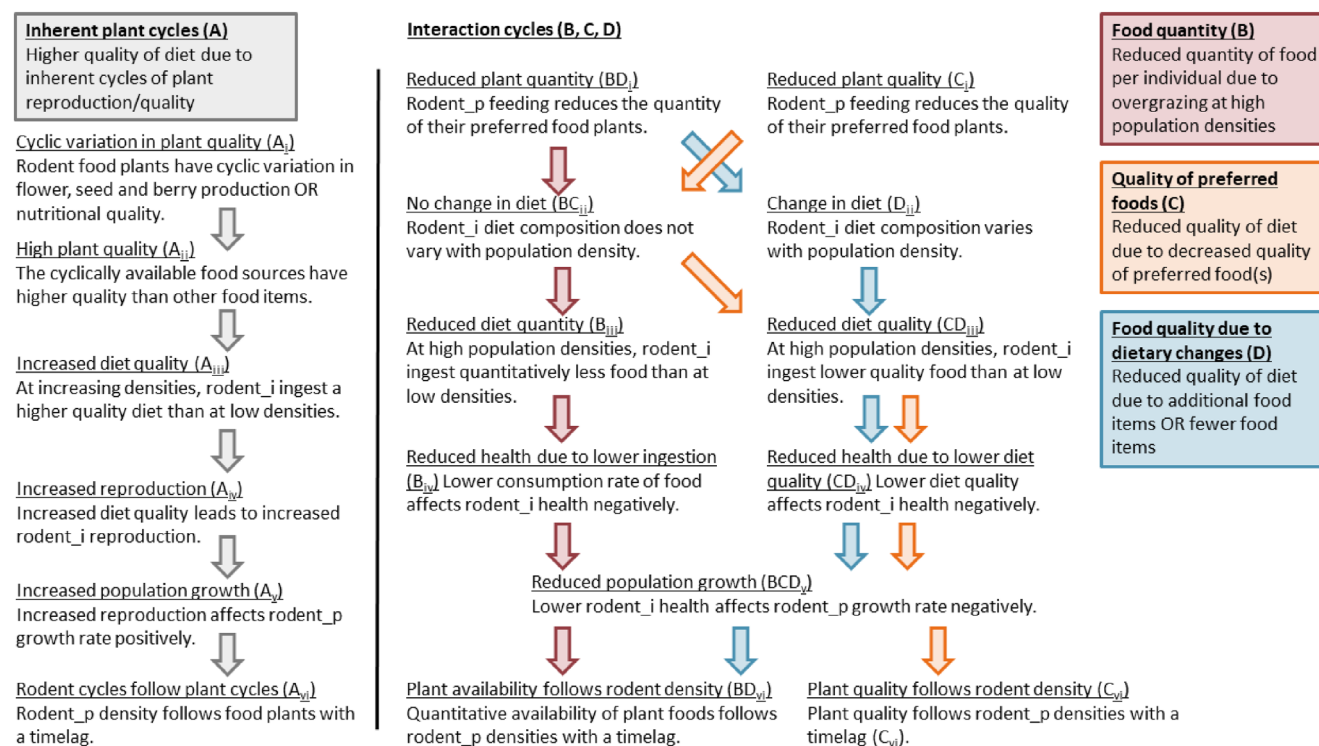 Inherent plant cycles (A)
Higher quality of diet due to
inherent cycles of plant
reproduction/quality
Cyclic variation in plant quality (Ai)
Rodent food plants have cyclic variation in
flower, seed and berry production OR
nutritional quality.
High plant quality (Aii)
The cyclically available food sources have
higher quality than other food items.
Increased diet quality (Aiii)
At increasing densities, rodent_i ingest a
higher quality diet than at low densities.
Increased reproduction (Aiv)
Increased diet quality leads to increased
rodent_i reproduction.
Increased population growth (Av)
Increased reproduction affects rodent_p
growth rate positively.
Rodent cycles follow plant cycles (Avi)
Rodent_p density follows food plants with
a timelag.
Interaction cycles (B, C, D)
Reduced plant quantity (BDi)
Rodent_p feeding reduces the quantity
of their preferred food plants.
Reduced plant quality (Ci)
Rodent_p feeding reduces the quality
of their preferred food plants.
No change in diet (BCii)
Rodent_i diet composition does not
vary with population density.
Change in diet (Dii)
Rodent_i diet composition varies
with population density.
Reduced diet quantity (Biii)
At high population densities, rodent_i
ingest quantitatively less food than at
low densities.
Reduced diet quality (CDiii)
At high population densities, rodent_i
ingest lower quality food than at low
densities.
Reduced health due to lower ingestion
(Biv) Lower consumption rate of food
affects rodent_i health negatively.
Reduced health due to lower diet
quality (CDiv) Lower diet quality
affects rodent_i health negatively.
Reduced population growth (BCDv)
Lower rodent_i health affects rodent_p growth rate negatively.
Plant availability follows rodent density (BDvi)
Quantitative availability of plant foods follows
rodent_p densities with a timelag.
Plant quality follows rodent density (Cvi)
Plant quality follows rodent_p densities with a
timelag (Cvi).
Food quantity (B)
Reduced quantity of food
per individual due to
overgrazing at high
population densities
Quality of preferred
foods (C)
Reduced quality of diet
due to decreased quality
of preferred food(s)
Food quality due to
dietary changes (D)
Reduced quality of diet
due to additional food
items OR fewer food
items